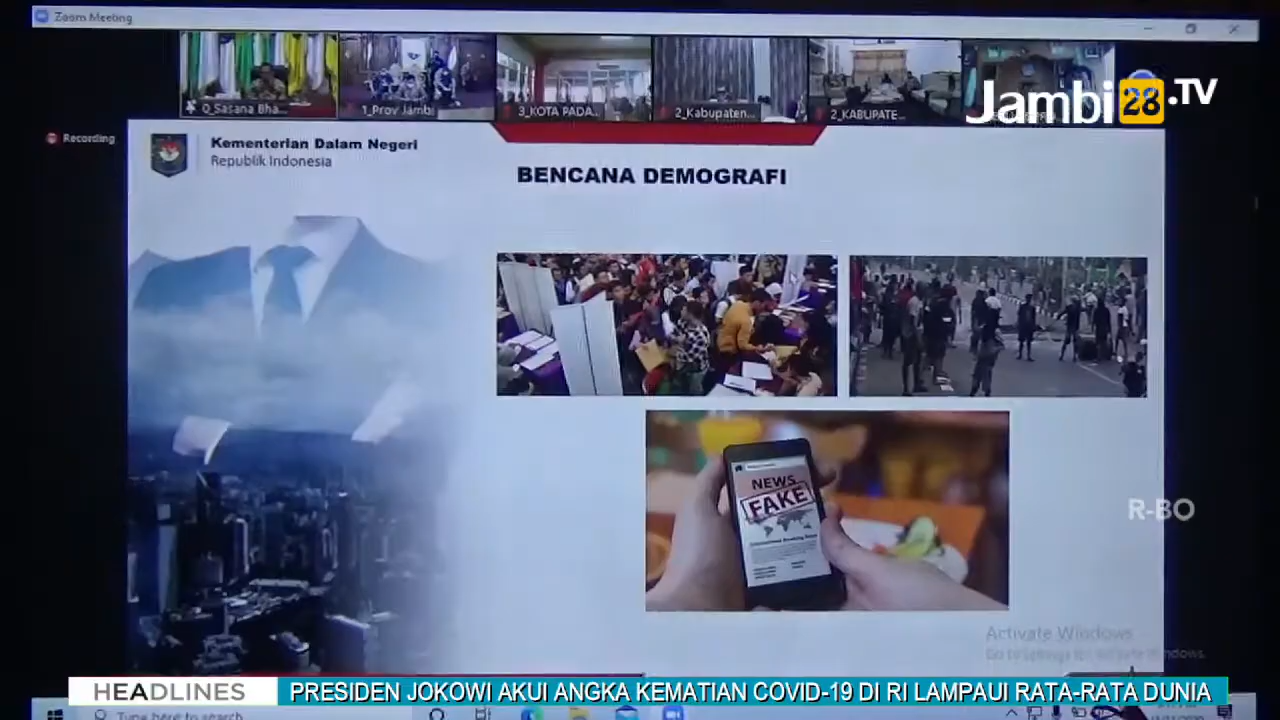 Zoom Meeting
Q_Sasana Bha...
1_Prov Jambi
3_KOTA PADA...
2_Kabupaten...
2_KABUPATE...
Jambi28.TV
Recording
Kementerian Dalam Negeri
Republik Indonesia
BENCANA DEMOGRAFI
NEWS
FAKE
R-BO
Activate Windows
HEADLINES
PRESIDEN JOKOWI AKUI ANGKA KEMATIAN COVID-19 DI RI LAMPAUI RATA-RATA DUNIA
Type here to search